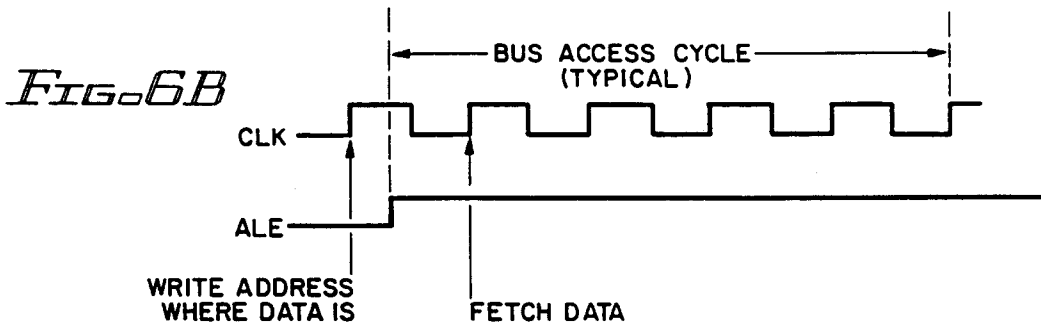 BUS ACCESS CYCLE
(TYPICAL)
FIG. 6B
CLK
ALE
WRITE ADDRESS
WHERE DATA IS
FETCH DATA